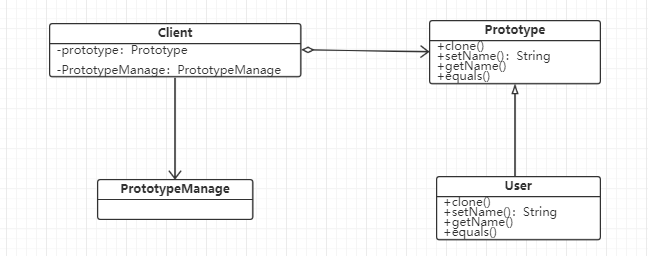 Client
-prototype：Prototype
-PrototypeManage：PrototypeManage
Prototype
+clone()
+setName()：String
+getName()
+equals()
PrototypeManage
User
+clone()
+setName()：String
+getName()
+equals()